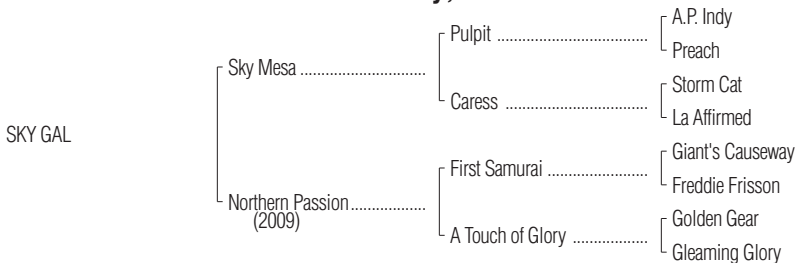 A.P. Indy
Pulpit
Preach
Sky Mesa
Storm Cat
Caress
La Affirmed
SKY GAL
Giant's Causeway
First Samurai
Freddie Frisson
Northern Passion
(2009)
Golden Gear
A Touch of Glory
Gleaming Glory